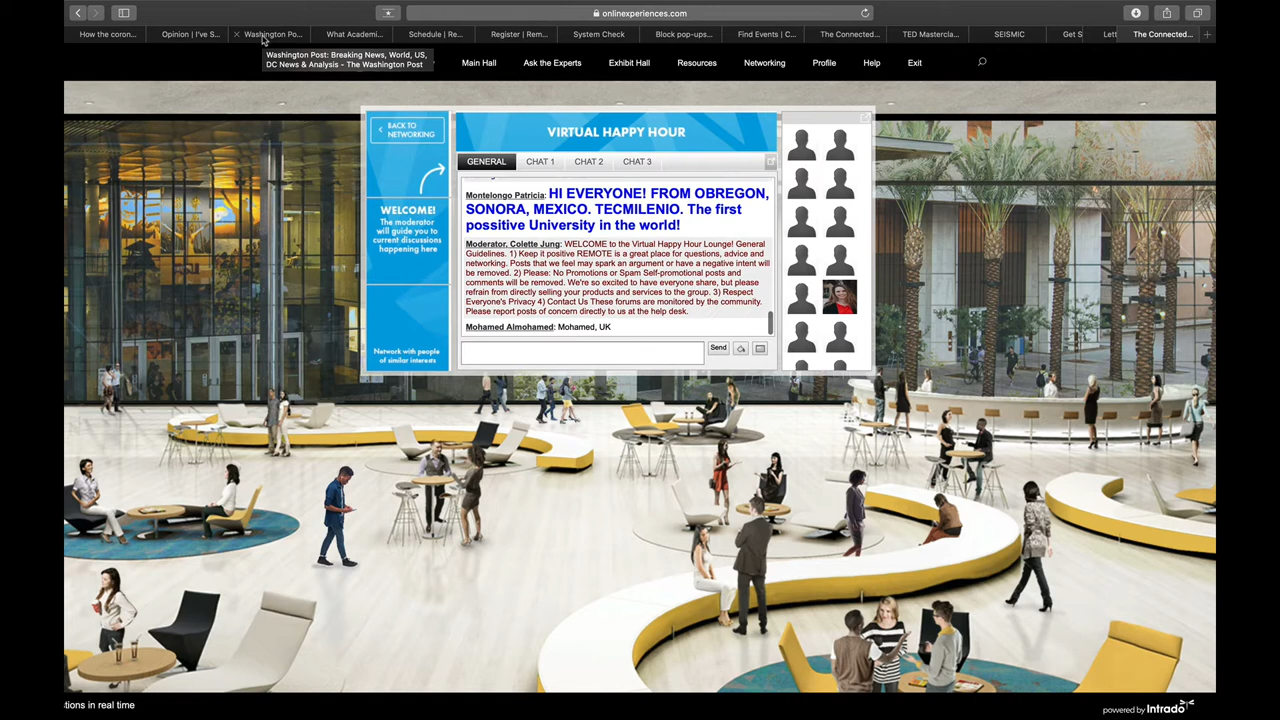 onlinexperiences.com
How the coron...
Opinion | I've S...
Washington Po...
What Academi...
Schedule | Re...
Register | Rem...
System Check
Block pop-ups...
Find Events | C...
The Connected...
TED Mastercla...
SEISMIC
Get S
Lett
The Connected...
Washington Post: Breaking News, World, US,
DC News & Analysis - The Washington Post
Main Hall
Ask the Experts
Exhibit Hall
Resources
Networking
Profile
Help
Exit
BACK TO
NETWORKING
WELCOME!
The moderator
will guide you to
current discussions
happening here
Network with people
of similar interests
VIRTUAL HAPPY HOUR
GENERAL
CHAT 1
CHAT 2
CHAT 3
Montelongo Patricia: HI EVERYONE! FROM OBREGON,
SONORA, MEXICO. TECMILENIO. The first
possitive University in the world!
Moderator, Colette Jung: WELCOME to the Virtual Happy Hour Lounge! General
Guidelines. 1) Keep it positive REMOTE is a great place for questions, advice and
networking. Posts that we feel may spark an argument or have a negative intent will
be removed. 2) Please: No Promotions or Spam Self-promotional posts and
comments will be removed. We're so excited to have everyone share, but please
refrain from directly selling your products and services to the group. 3) Respect
Everyone's Privacy 4) Contact Us These forums are monitored by the community.
Please report posts of concern directly to us at the help desk.
Mohamed Almohamed: Mohamed, UK
Send
tions in real time
powered by Intrado